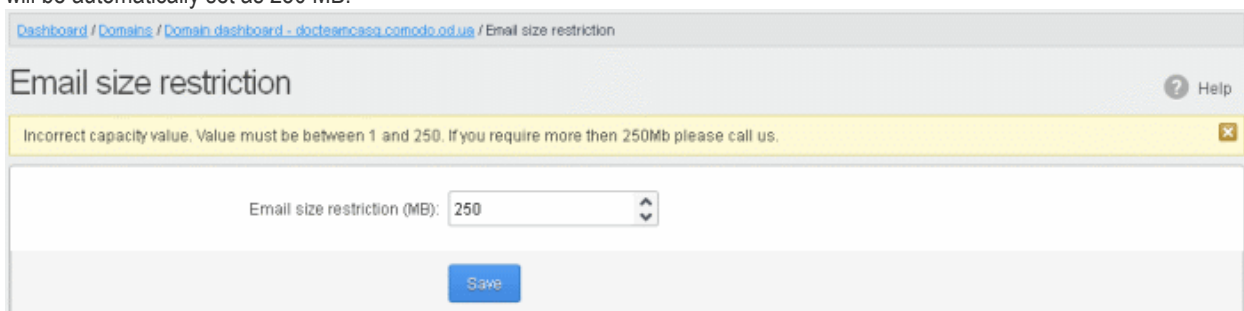 will be automatically set as 250 MB.
Dashboard / Domains / Domain dashboard - docteamcasg.comodo.od.ua / Email size restriction
Email size restriction
Help
Incorrect capacity value. Value must be between 1 and 250. If you require more then 250Mb please call us.
Email size restriction (MB): 250
Save